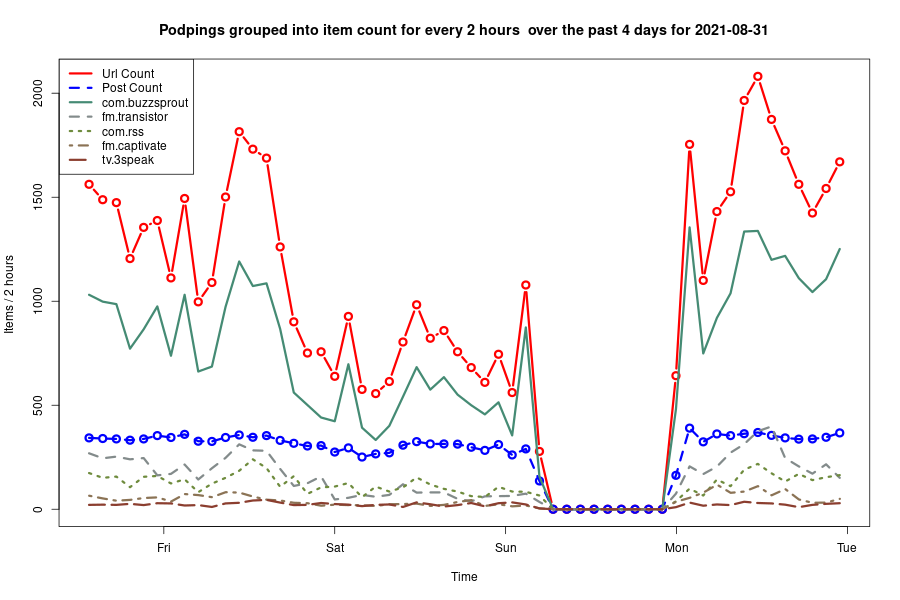 Podpings grouped into item count for every 2 hours  over the past 4 days for 2021-08-31
Url Count
Post Count
com.buzzsprout
fm.transistor
com.rss
fm.captivate
tv.3speak
2000
1500
1000
500
0
Items / 2 hours
Fri
Sat
Sun
Mon
Tue
Time